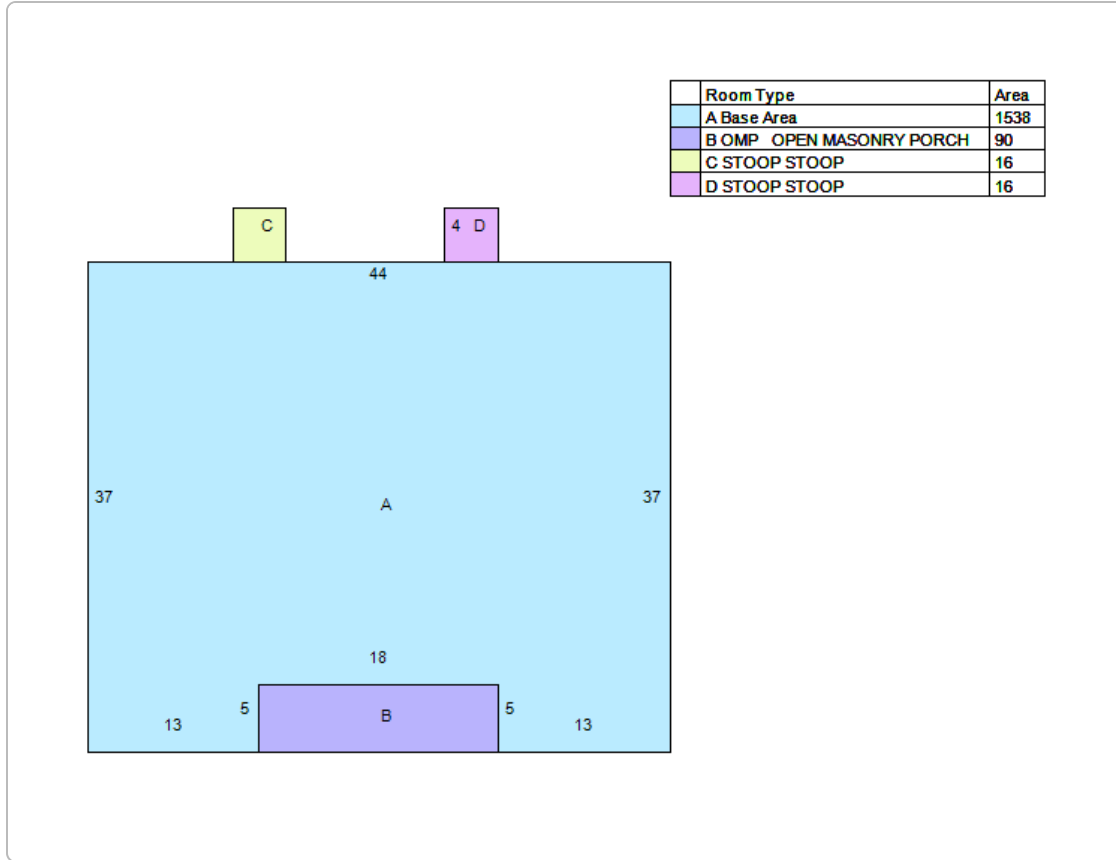 Room Type Area
A Base Area 1538
B OMP OPEN MASONRY PORCH 90
C STOOP STOOP 16
D STOOP STOOP 16
C
4 D
44
37
A
37
18
5
B
5
13
13